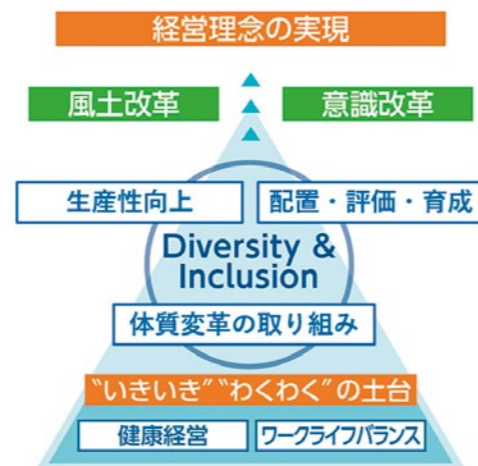 経営理念の実現
風土改革
意識改革
生産性向上
配置・評価・育成
Diversity &
Inclusion
体質変革の取り組み
“いきいき”“わくわく”の土台
健康経営
ワークライフバランス